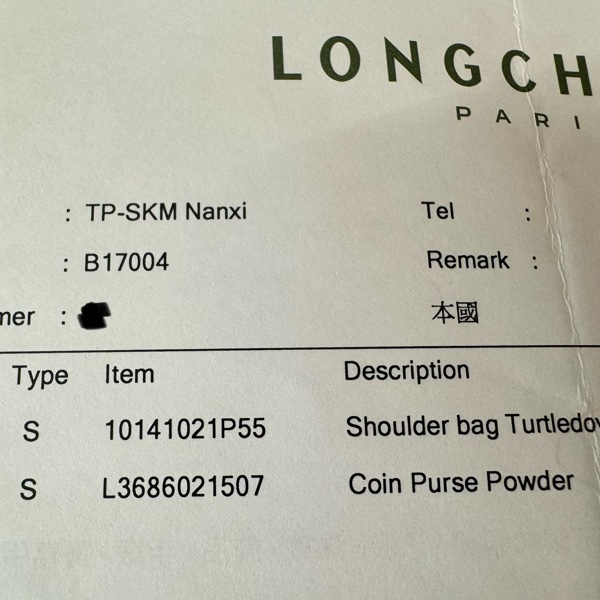 LONGCH
PARI
: TP-SKM Nanxi Tel :
: B17004 Remark :
mer : 本國
Type Item Description
S 10141021P55 Shoulder bag Turtledov
S L3686021507 Coin Purse Powder